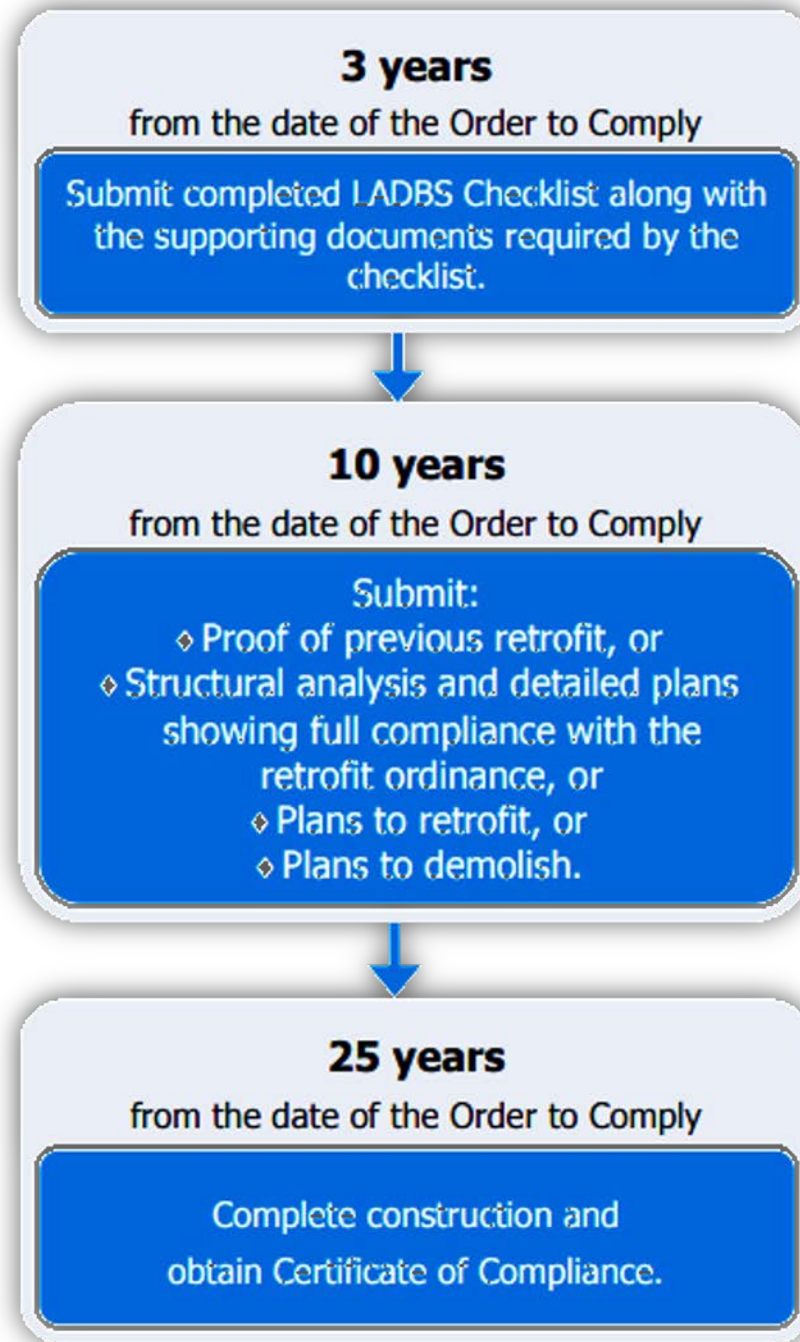 3 years
from the date of the Order to Comply
Submit completed LADBS Checklist along with
the supporting documents required by the
checklist.
10 years
from the date of the Order to Comply
Submit:
♦ Proof of previous retrofit, or
♦ Structural analysis and detailed plans
showing full compliance with the
retrofit ordinance, or
♦ Plans to retrofit, or
♦ Plans to demolish.
25 years
from the date of the Order to Comply
Complete construction and
obtain Certificate of Compliance.